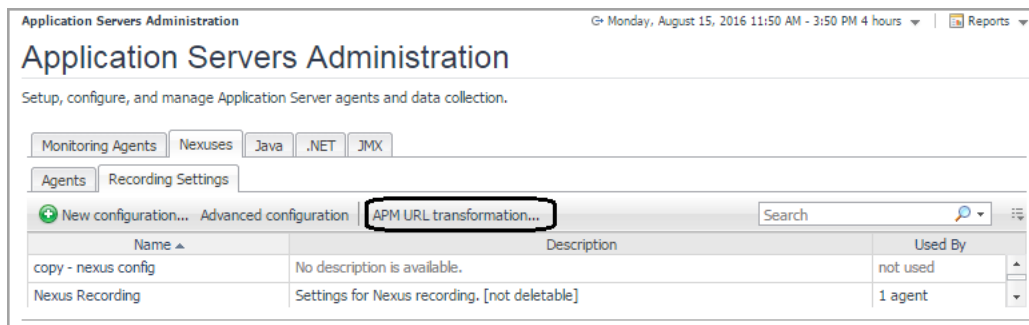 Application Servers Administration Monday, August 15, 2016 11:50 AM - 3:50 PM 4 hours Reports
Application Servers Administration
Setup, configure, and manage Application Server agents and data collection.
Monitoring Agents Nexuses Java .NET JMX
Agents Recording Settings
New configuration... Advanced configuration APM URL transformation... Search
Name Description Used By
copy - nexus config No description is available. not used
Nexus Recording Settings for Nexus recording. [not deletable] 1 agent